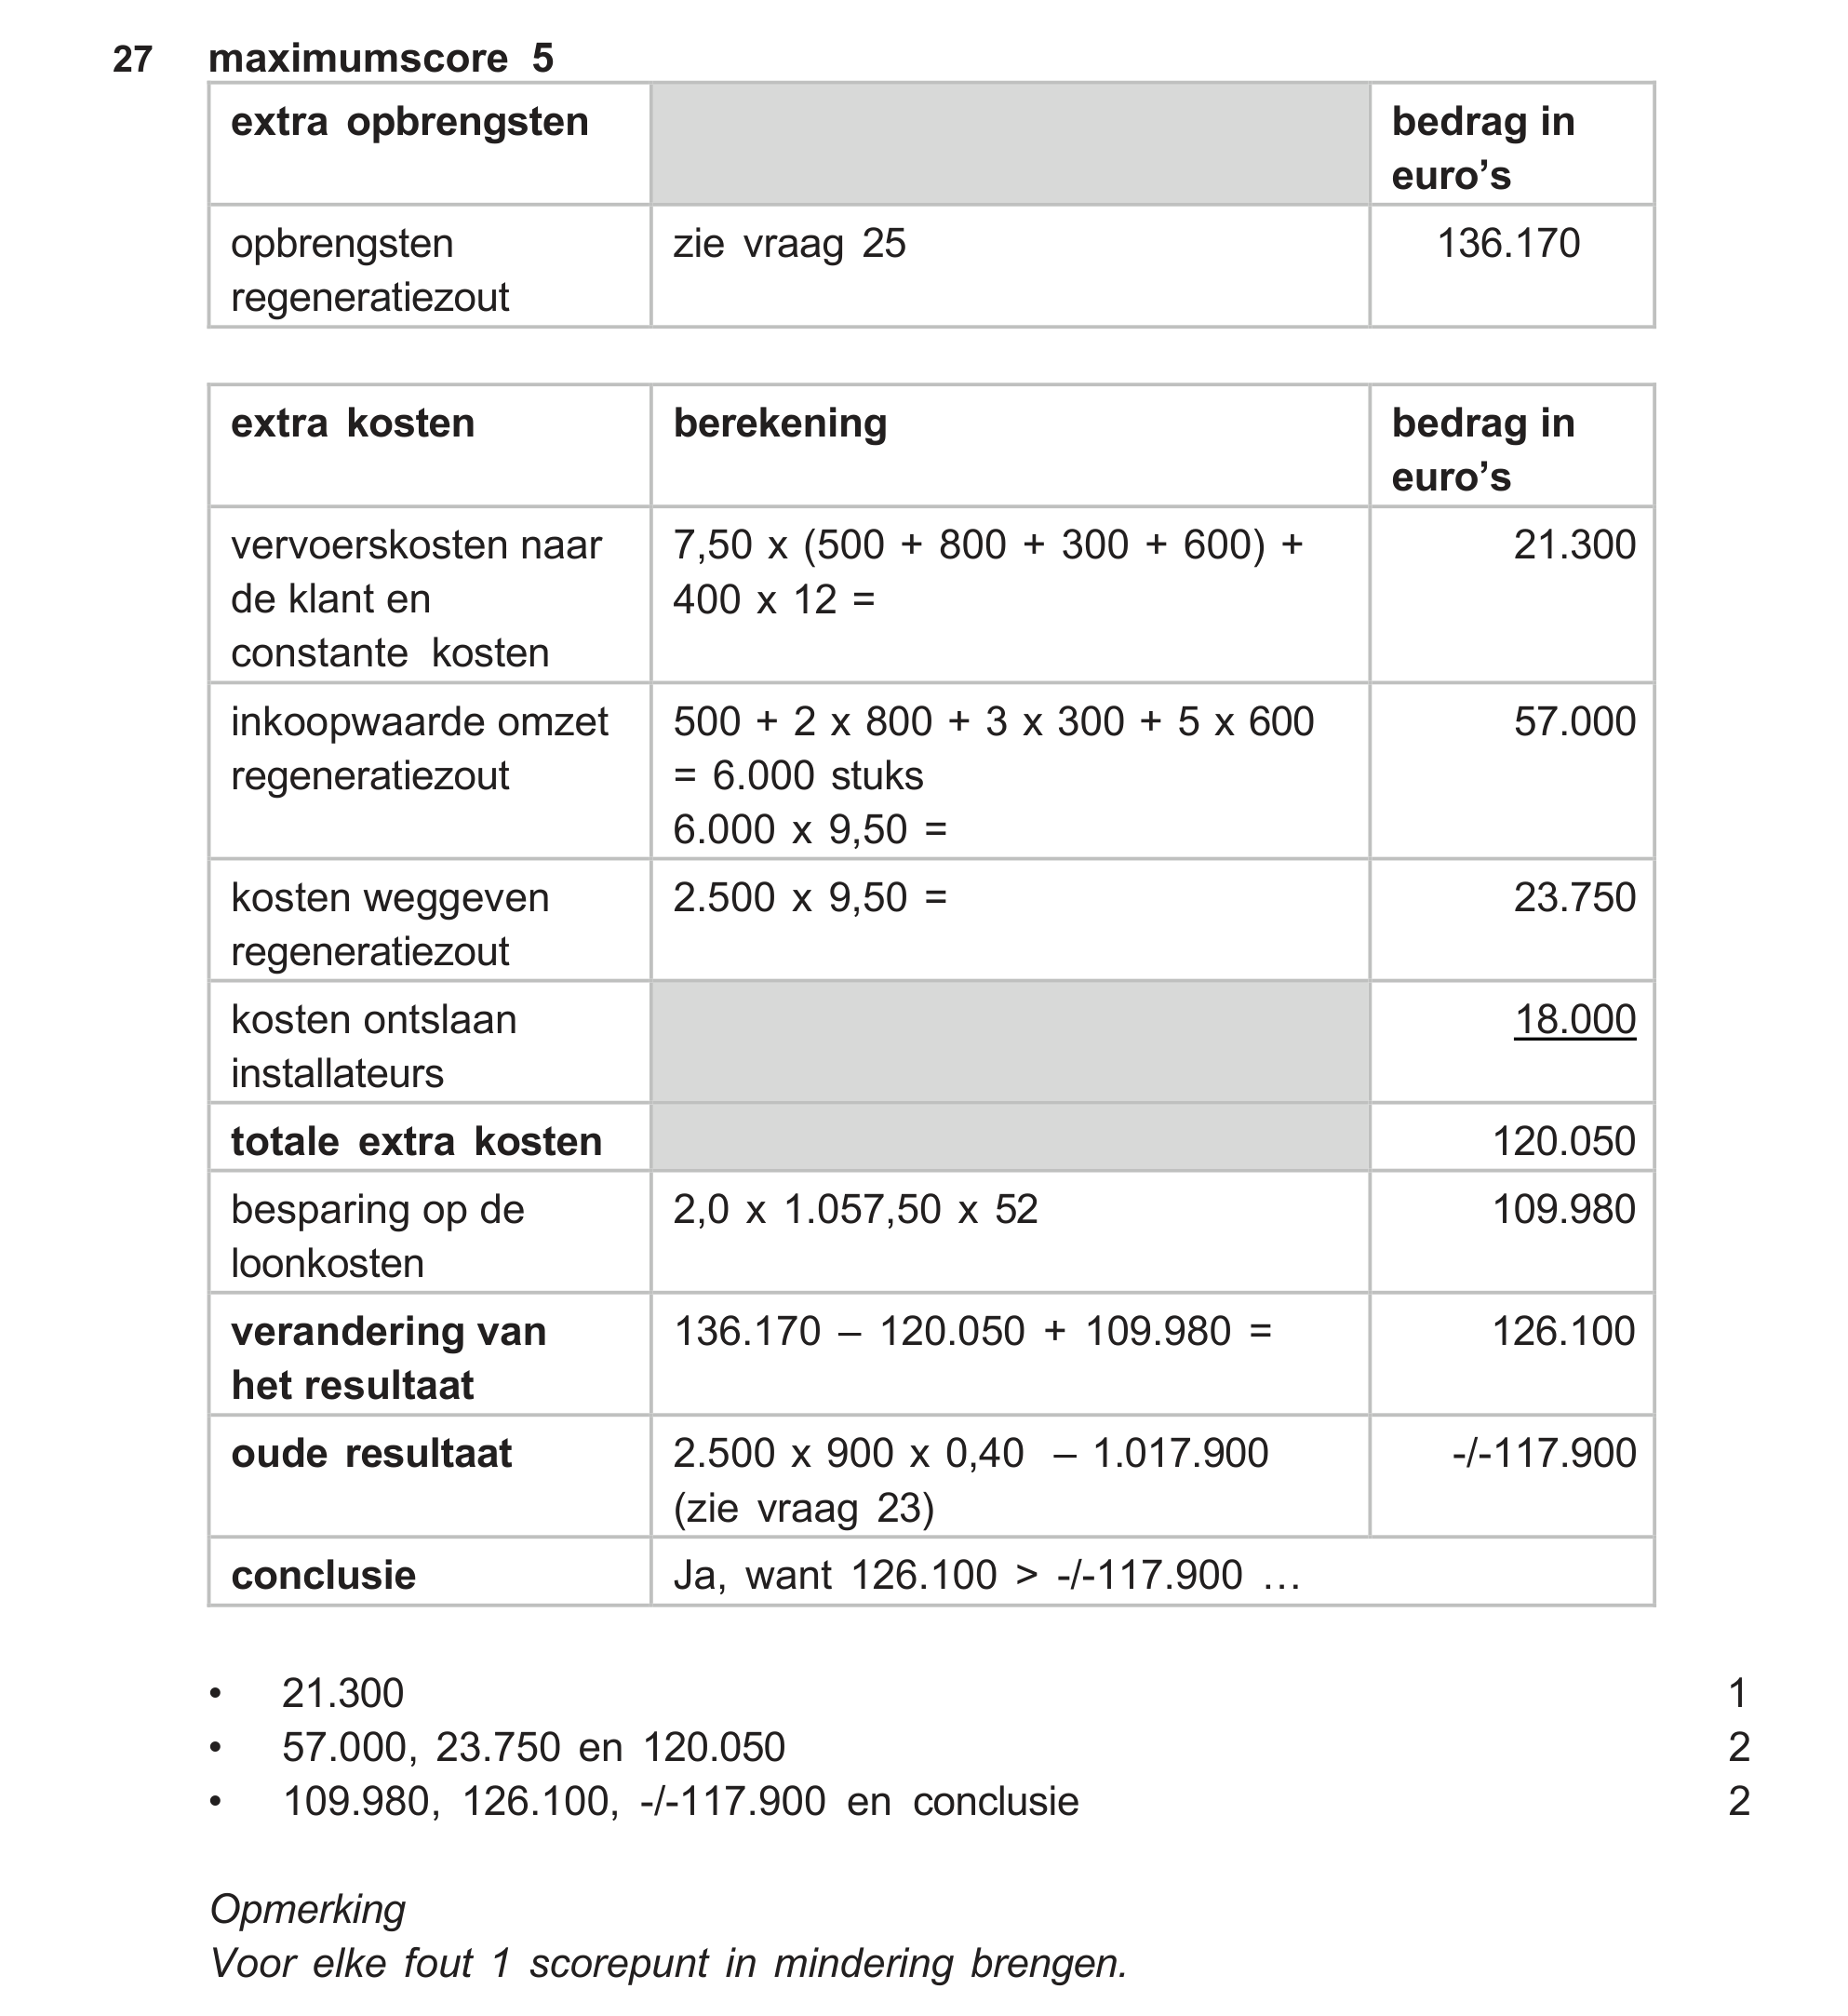 27 maximumscore 5
extra opbrengsten
bedrag in
euro’s
opbrengsten
regeneratiezout
zie vraag 25
136.170
extra kosten
berekening
bedrag in
euro’s
vervoerskosten naar
de klant en
constante kosten
7,50 x (500 + 800 + 300 + 600) +
400 x 12 =
21.300
inkoopwaarde omzet
regeneratiezout
500 + 2 x 800 + 3 x 300 + 5 x 600
= 6.000 stuks
6.000 x 9,50 =
57.000
kosten weggeven
regeneratiezout
2.500 x 9,50 =
23.750
kosten ontslaan
installateurs
18.000
totale extra kosten
120.050
besparing op de
loonkosten
2,0 x 1.057,50 x 52
109.980
verandering van
het resultaat
136.170 – 120.050 + 109.980 =
126.100
oude resultaat
2.500 x 900 x 0,40 – 1.017.900
(zie vraag 23)
-/-117.900
conclusie
Ja, want 126.100 > -/-117.900 …
• 21.300 1
• 57.000, 23.750 en 120.050 2
• 109.980, 126.100, -/-117.900 en conclusie 2
Opmerking
Voor elke fout 1 scorepunt in mindering brengen.